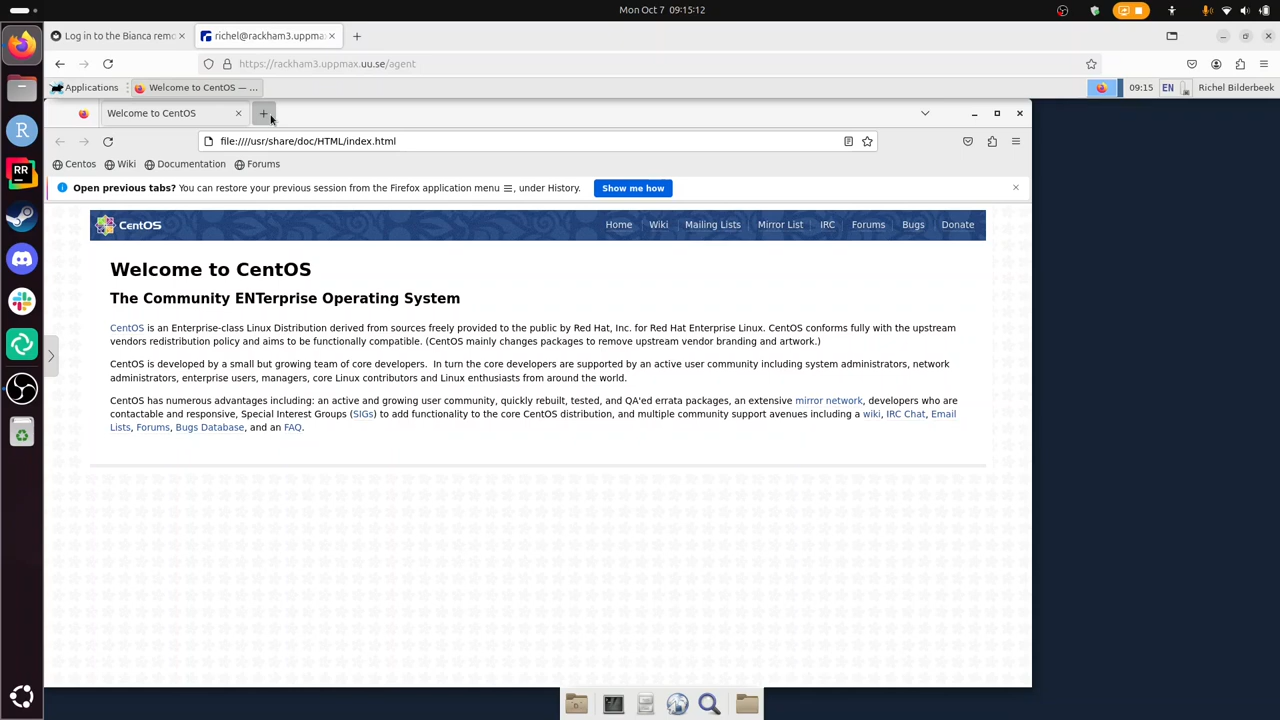 Mon Oct 7 09:15:12
Log in to the Bianca remo
richel@rackham3.uppma
https://rackham3.uppmax.uu.se/agent
Applications
Welcome to CentOS — ...
09:15
EN
Richel Bilderbeek
Welcome to CentOS
file:////usr/share/doc/HTML/index.html
Centos
Wiki
Documentation
Forums
Open previous tabs? You can restore your previous session from the Firefox application menu ☰, under History.
Show me how
CentOS
Home
Wiki
Mailing Lists
Mirror List
IRC
Forums
Bugs
Donate
Welcome to CentOS
The Community ENTerprise Operating System
CentOS is an Enterprise-class Linux Distribution derived from sources freely provided to the public by Red Hat, Inc. for Red Hat Enterprise Linux. CentOS conforms fully with the upstream
vendors redistribution policy and aims to be functionally compatible. (CentOS mainly changes packages to remove upstream vendor branding and artwork.)
CentOS is developed by a small but growing team of core developers. In turn the core developers are supported by an active user community including system administrators, network
administrators, enterprise users, managers, core Linux contributors and Linux enthusiasts from around the world.
CentOS has numerous advantages including: an active and growing user community, quickly rebuilt, tested, and QA'ed errata packages, an extensive mirror network, developers who are
contactable and responsive, Special Interest Groups (SIGs) to add functionality to the core CentOS distribution, and multiple community support avenues including a wiki, IRC Chat, Email
Lists, Forums, Bugs Database, and an FAQ.
R
RR